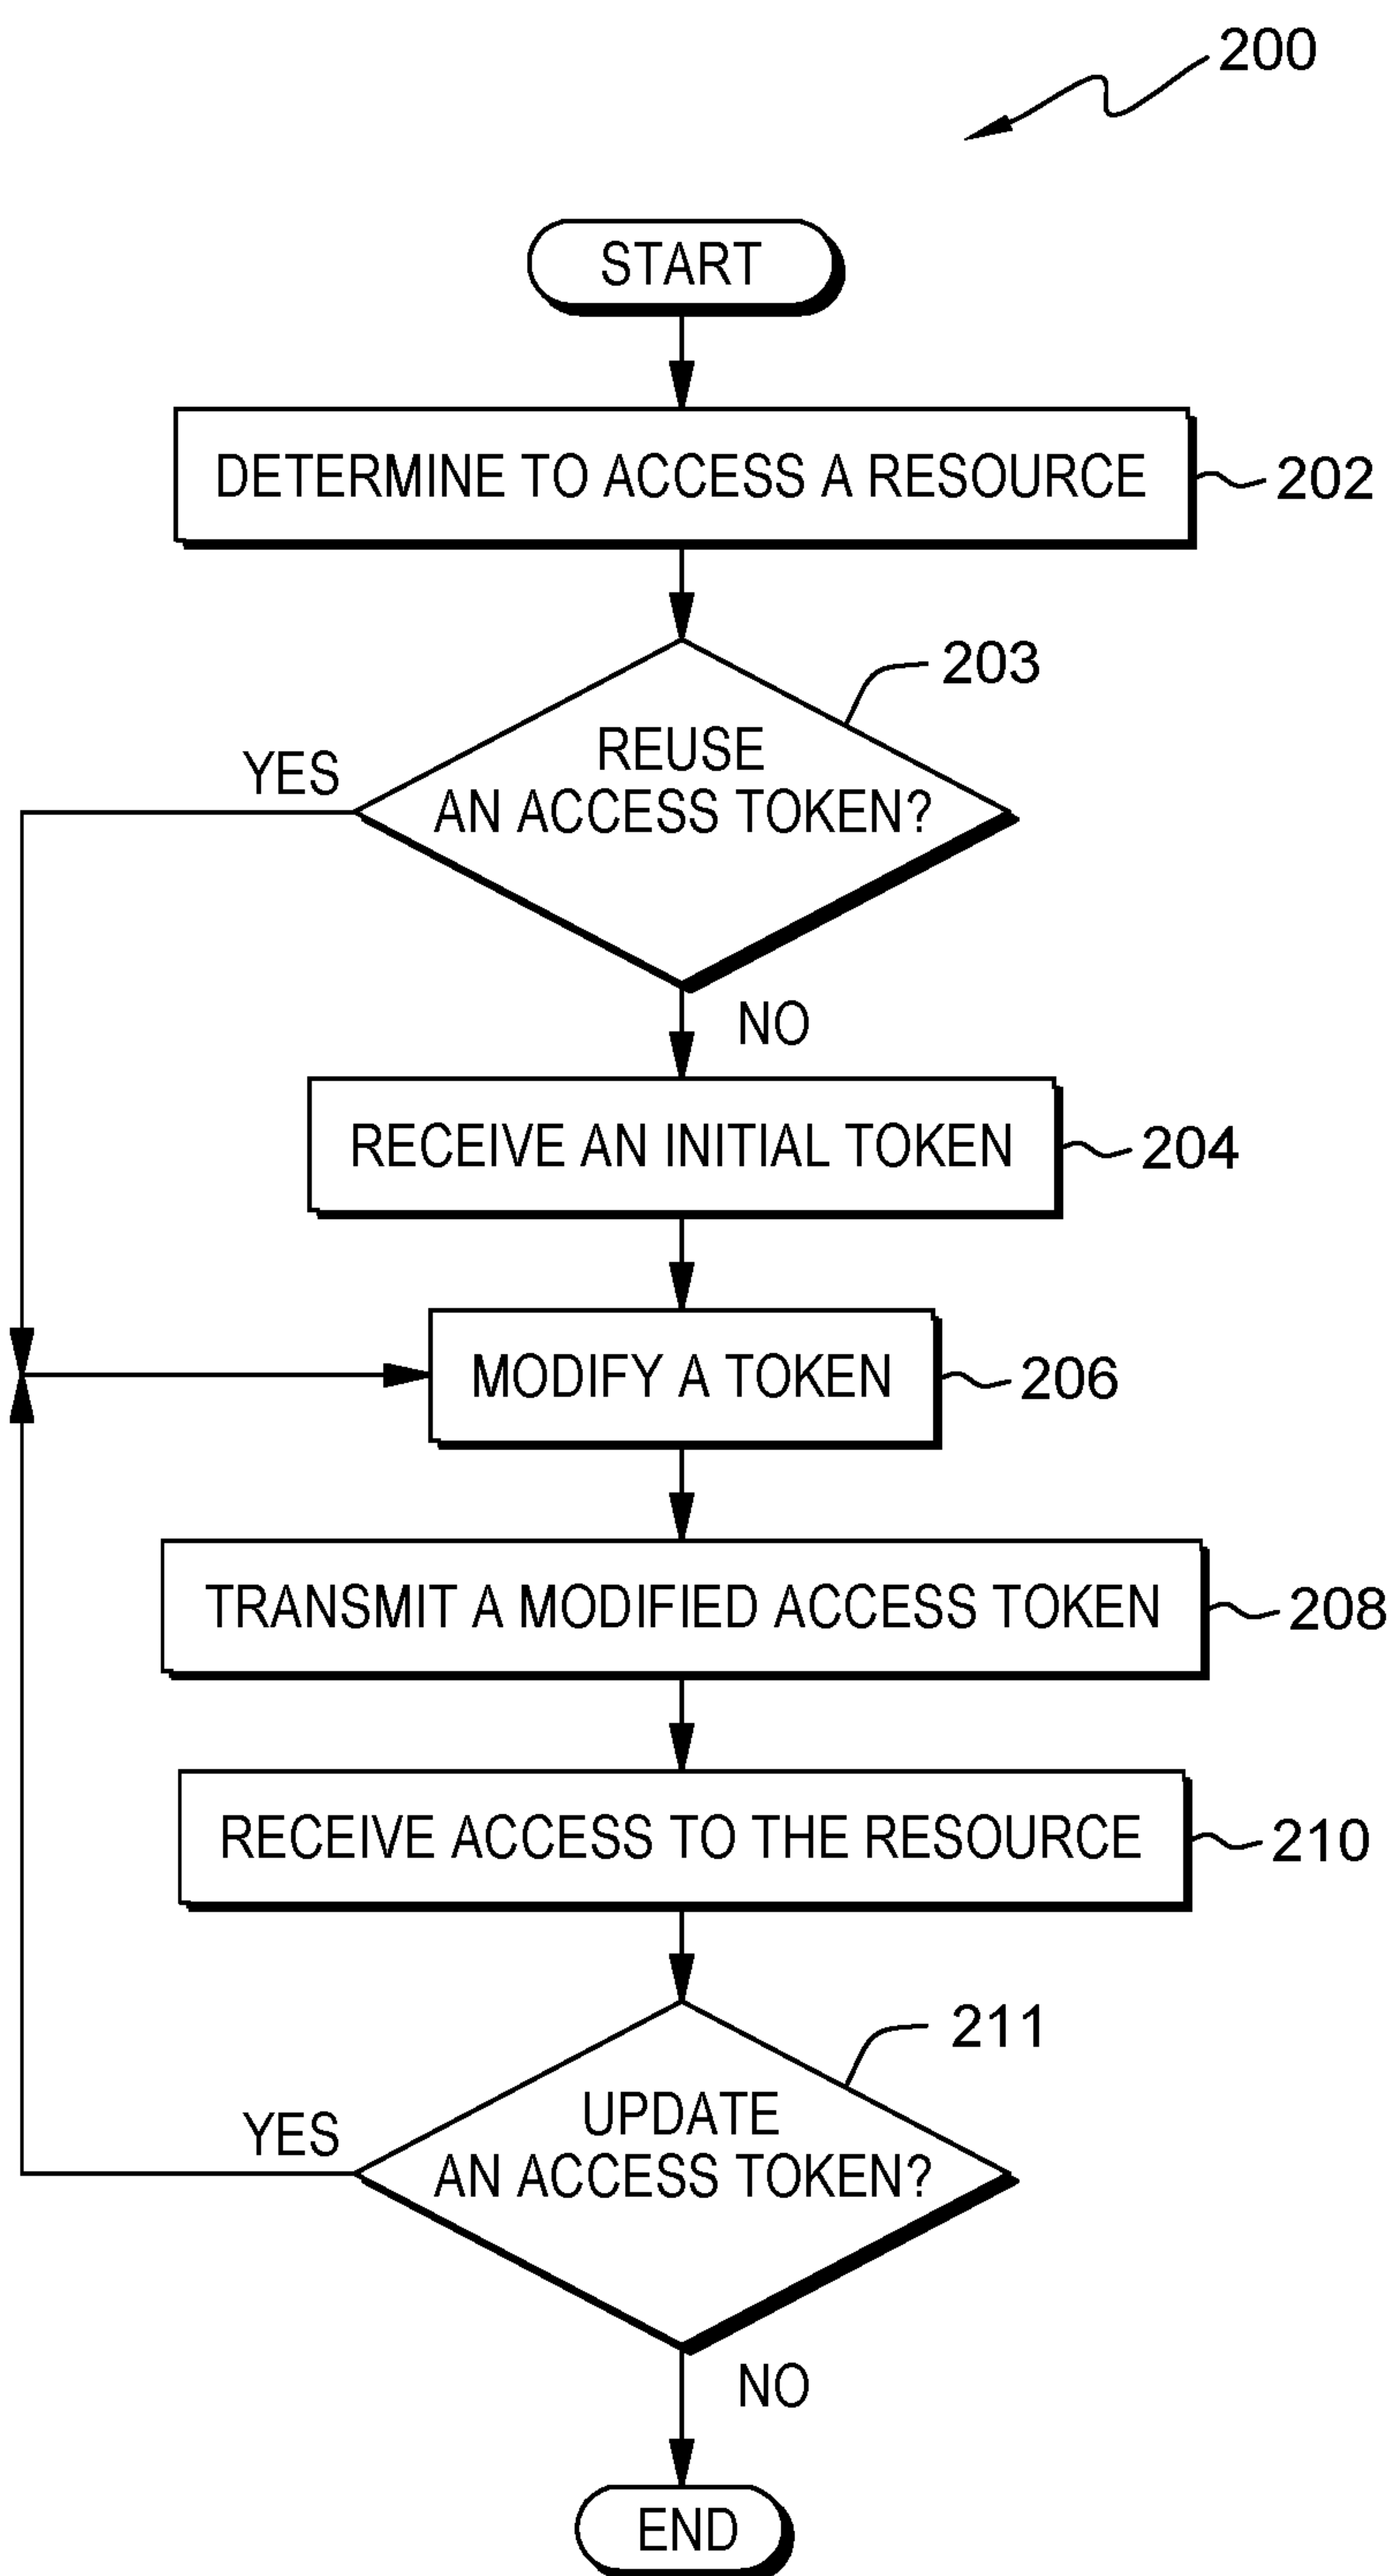 200
START
DETERMINE TO ACCESS A RESOURCE
202
203
REUSE
AN ACCESS TOKEN?
YES
NO
RECEIVE AN INITIAL TOKEN
204
MODIFY A TOKEN
206
TRANSMIT A MODIFIED ACCESS TOKEN
208
RECEIVE ACCESS TO THE RESOURCE
210
211
UPDATE
AN ACCESS TOKEN?
YES
NO
END